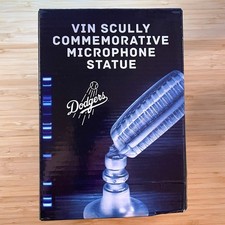 VIN SCULLY
COMMEMORATIVE
MICROPHONE
STATUE
Dodgers